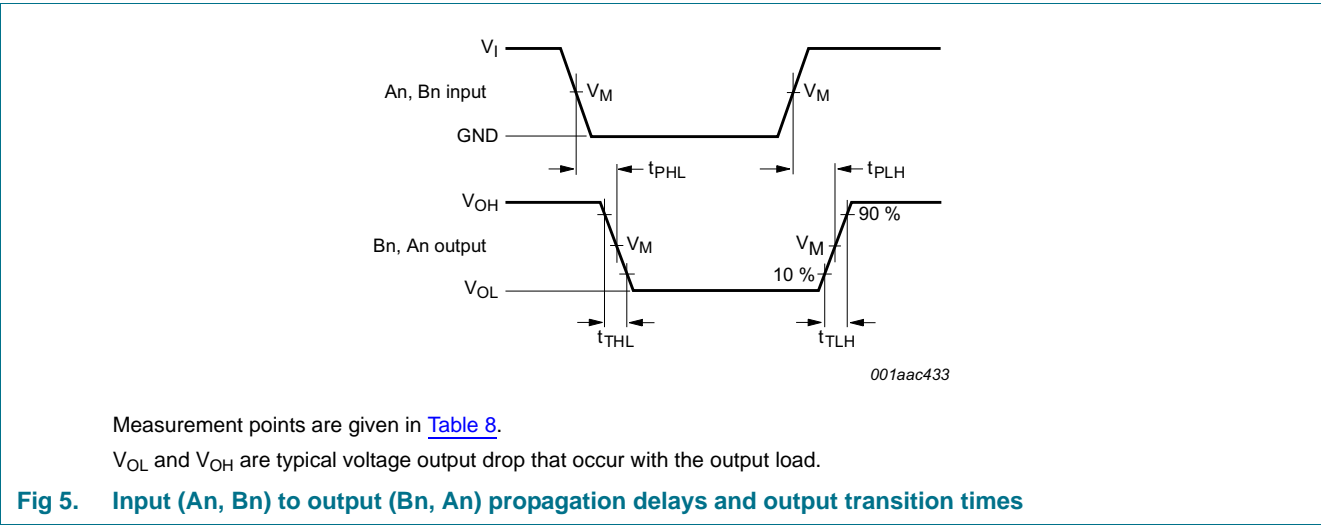 VI
An, Bn input
VM
VM
GND
tPHL
tPLH
VOH
90 %
Bn, An output
VM
VM
10 %
VOL
tTHL
tTLH
001aac433
Measurement points are given in Table 8.
VOL and VOH are typical voltage output drop that occur with the output load.
Fig 5. Input (An, Bn) to output (Bn, An) propagation delays and output transition times